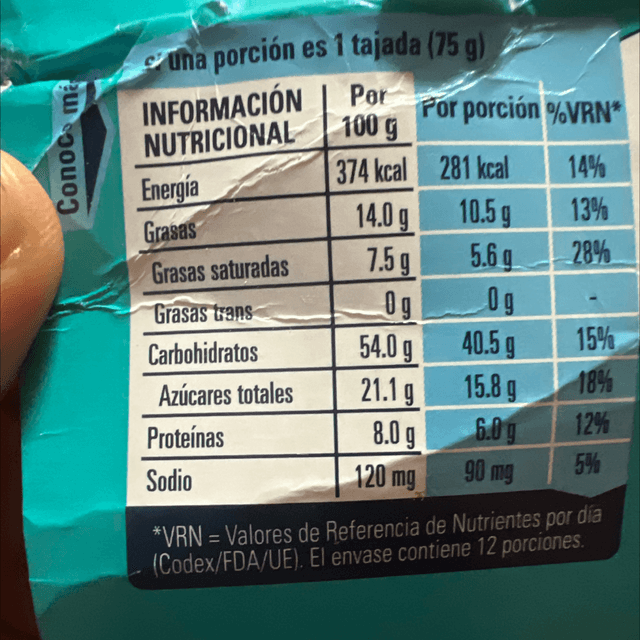 si una porción es 1 tajada (75 g)
INFORMACIÓN NUTRICIONAL Por 100 g Por porción %VRN*
Energía 374 kcal 281 kcal 14%
Grasas 14.0 g 10.5 g 13%
Grasas saturadas 7.5 g 5.6 g 28%
Grasas trans 0 g 0 g -
Carbohidratos 54.0 g 40.5 g 15%
Azúcares totales 21.1 g 15.8 g 18%
Proteínas 8.0 g 6.0 g 12%
Sodio 120 mg 90 mg 5%
*VRN = Valores de Referencia de Nutrientes por día
(Codex/FDA/UE). El envase contiene 12 porciones.